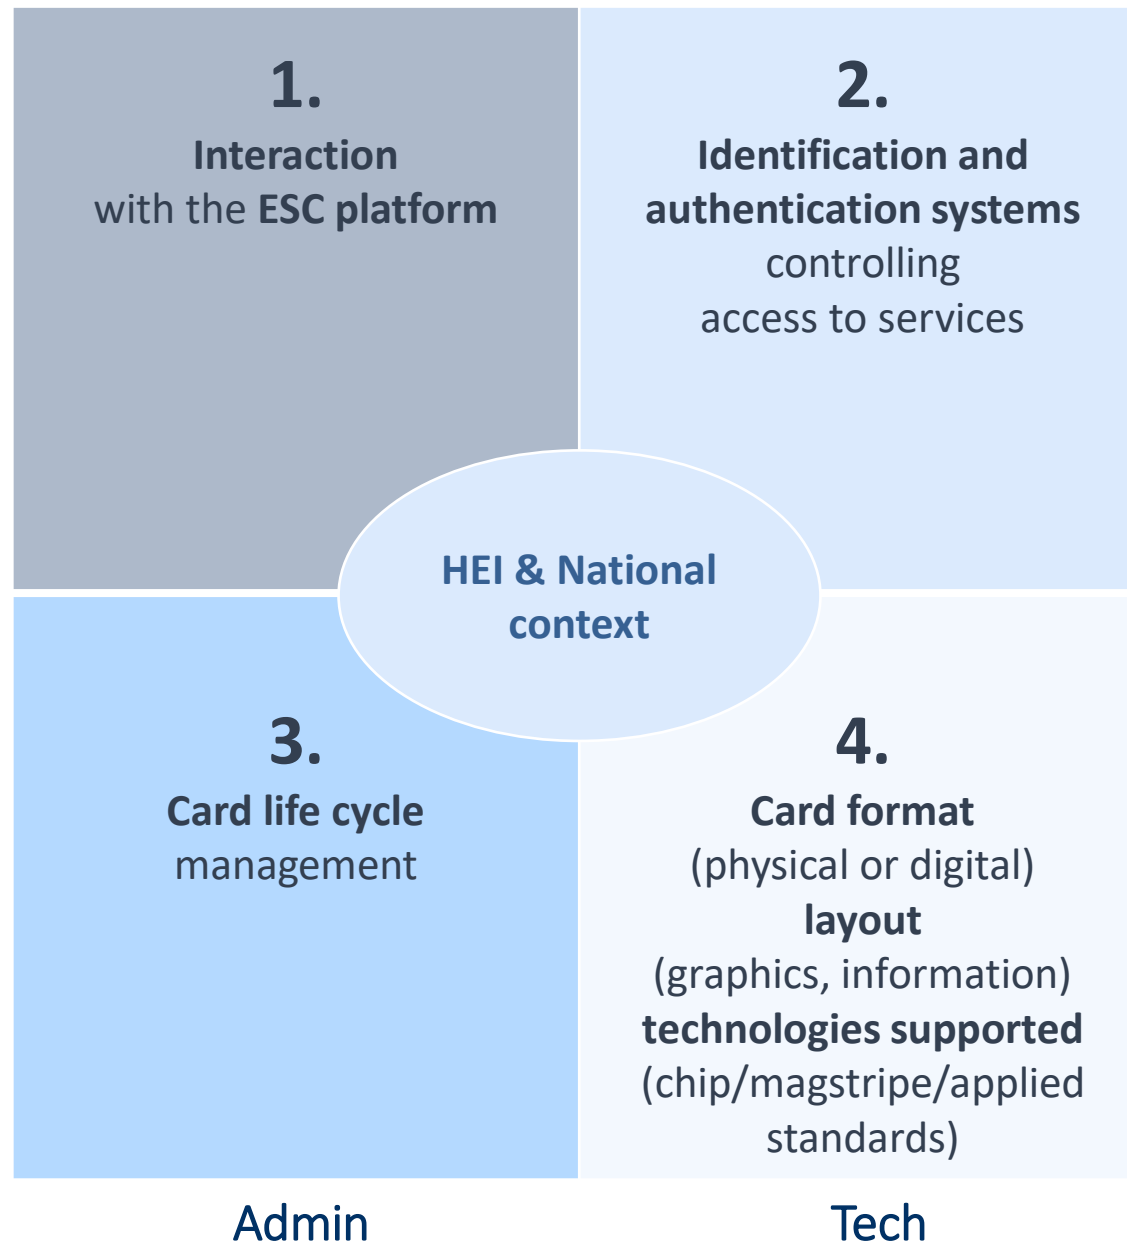 1.
Interaction
with the ESC platform
2.
Identification and
authentication systems
controlling
access to services
HEI & National
context
3.
Card life cycle
management
4.
Card format
(physical or digital)
layout
(graphics, information)
technologies supported
(chip/magstripe/applied
standards)
Admin
Tech